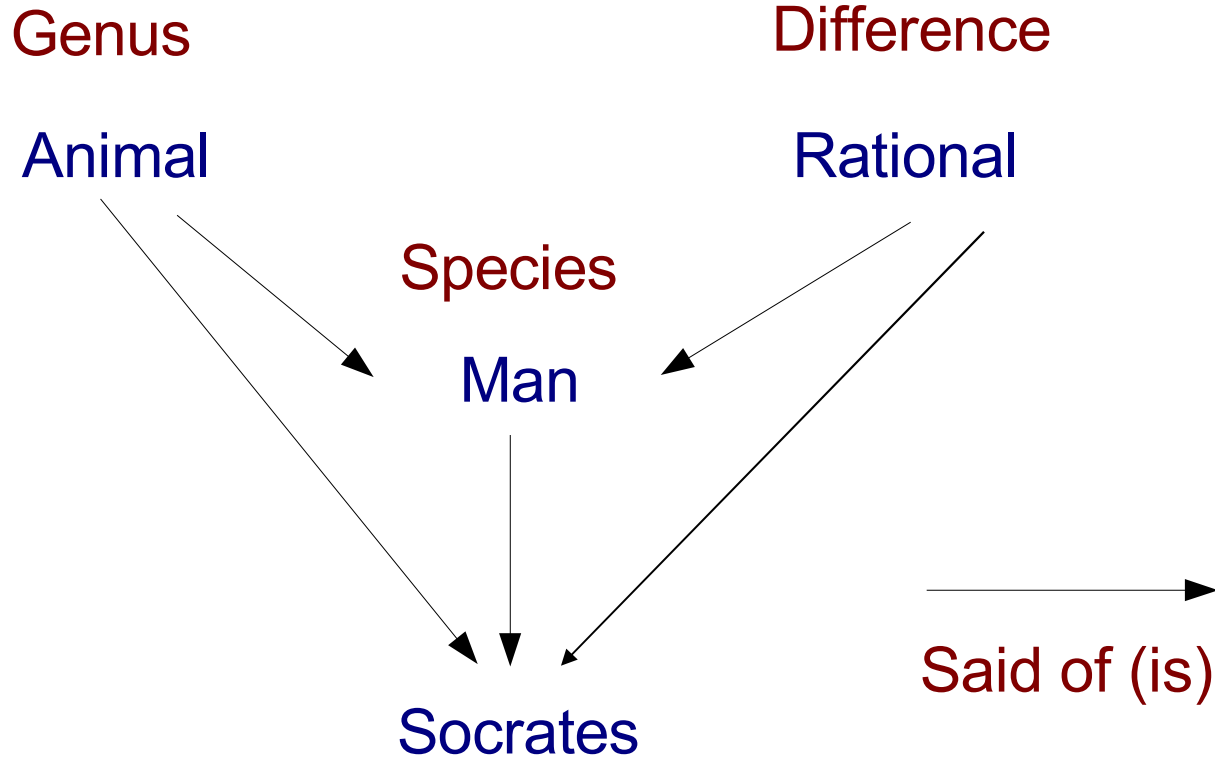 Genus
Difference
Animal
Rational
Species
Man
Said of (is)
Socrates